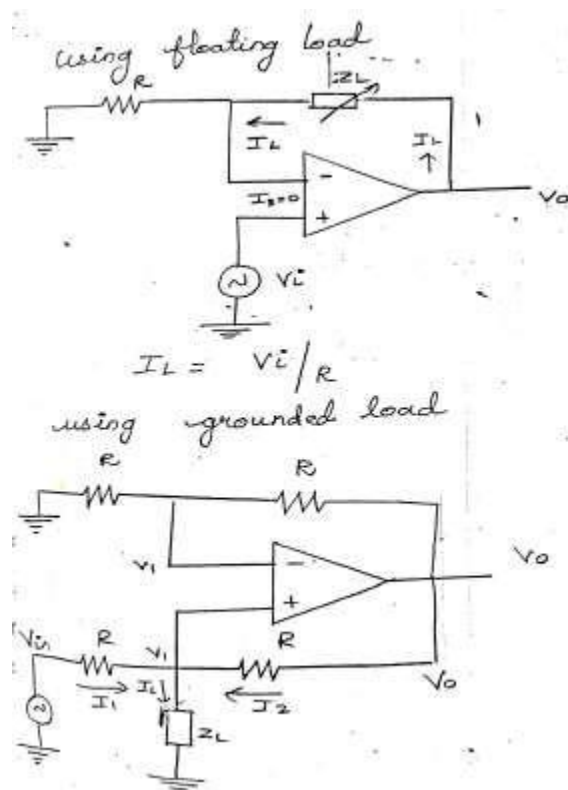 using floating load
R
ZL
IL
IL
IB=0
-
+
Vo
Vi
IL = Vi/R
using grounded load
R
R
V1
-
+
Vo
Vin
R
V1
R
I1
IL
I2
Vo
ZL